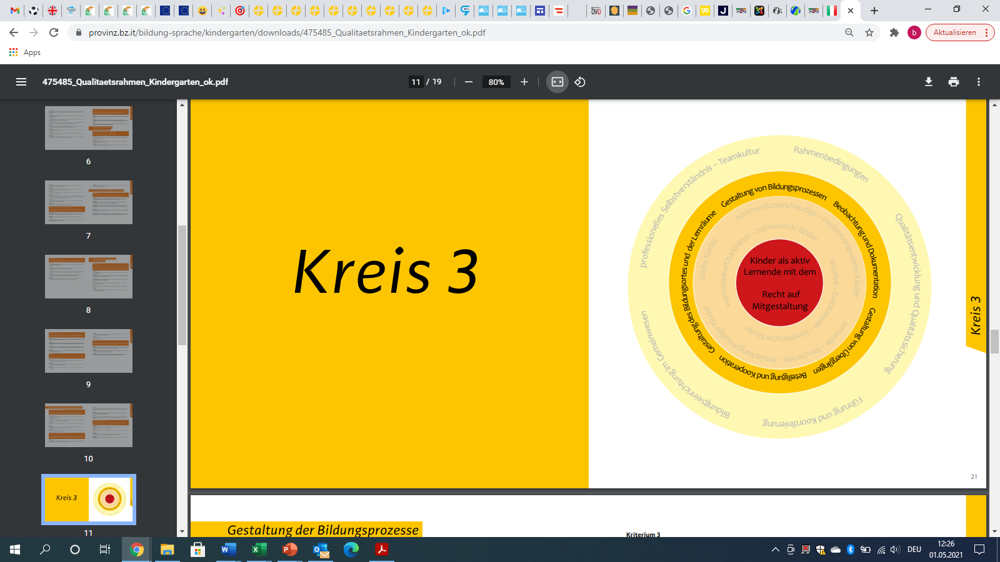 provinz.bz.it/bildung-sprache/kindergarten/downloads/475485_Qualitaetsrahmen_Kindergarten_ok.pdf
b
Aktualisieren
Apps
475485_Qualitaetsrahmen_Kindergarten_ok.pdf
11 / 19
80%
6
7
8
9
10
Kreis 3
11
Kreis 3
professionelles Selbstverständnis – Teamkultur
Rahmenbedingungen
Qualitätsentwicklung und Qualitätssicherung
Führung und Koordinierung
Bildungseinrichtung im Gemeinwesen
Gestaltung von Bildungsprozessen
Beobachtung und Dokumentation
Gestaltung von Übergängen
Beteiligung und Kooperation
Gestaltung des Bildungsortes und der Lernräume
kommunikationsfreudige – medienkompetente Kinder
lernende – forschende – entdeckungsfreudige Kinder
starke Kinder
wertorientiert handelnde – mitwirkende Kinder
kreative – fantasievolle – künstlerische Kinder
Kinder als aktiv
Lernende mit dem
Recht auf
Mitgestaltung
Kreis 3
21
Gestaltung der Bildungsprozesse
Kriterium 3
DEU
12:26
01.05.2021